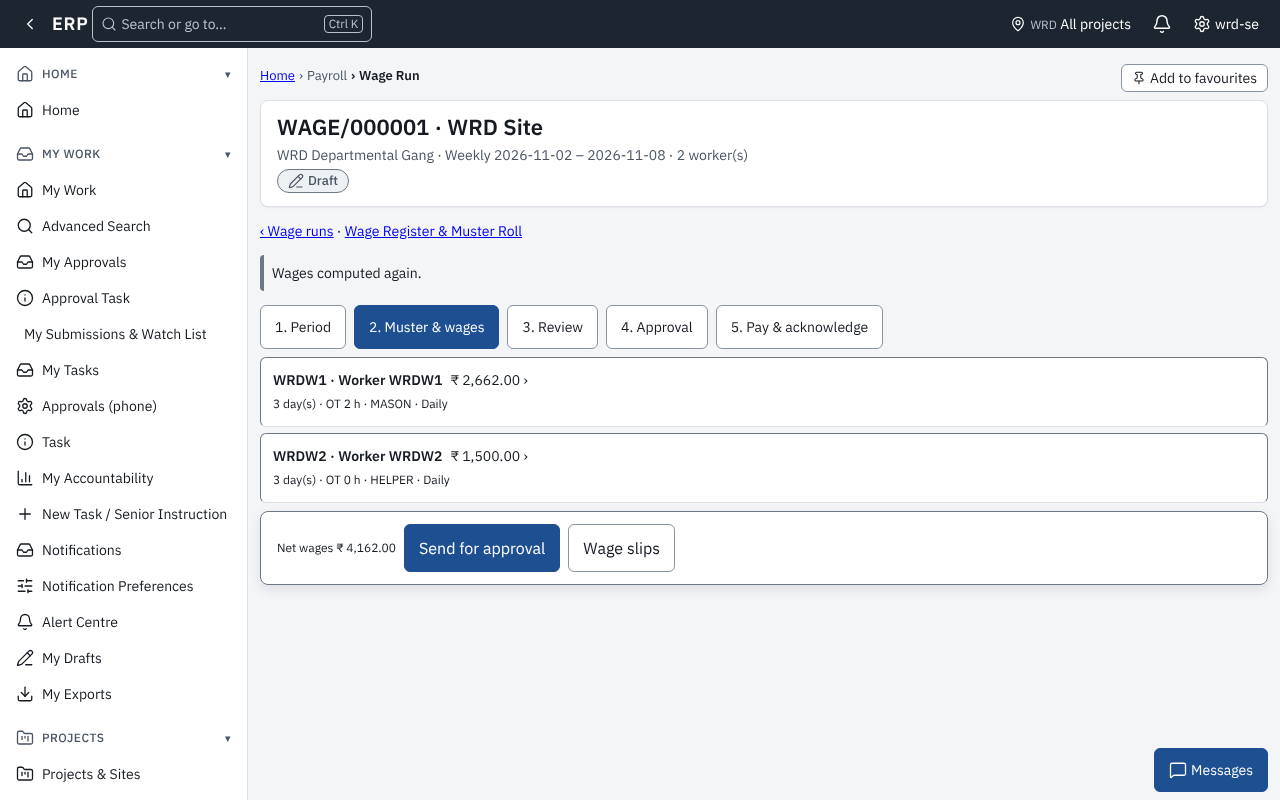 ERP
Search or go to...
Ctrl K
WRD All projects
wrd-se
HOME
Home
MY WORK
My Work
Advanced Search
My Approvals
Approval Task
My Submissions & Watch List
My Tasks
Approvals (phone)
Task
My Accountability
New Task / Senior Instruction
Notifications
Notification Preferences
Alert Centre
My Drafts
My Exports
PROJECTS
Projects & Sites
Home › Payroll › Wage Run
Add to favourites
WAGE/000001 · WRD Site
WRD Departmental Gang · Weekly 2026-11-02 – 2026-11-08 · 2 worker(s)
Draft
‹ Wage runs · Wage Register & Muster Roll
Wages computed again.
1. Period
2. Muster & wages
3. Review
4. Approval
5. Pay & acknowledge
WRDW1 · Worker WRDW1 ₹ 2,662.00 ›
3 day(s) · OT 2 h · MASON · Daily
WRDW2 · Worker WRDW2 ₹ 1,500.00 ›
3 day(s) · OT 0 h · HELPER · Daily
Net wages ₹ 4,162.00
Send for approval
Wage slips
Messages